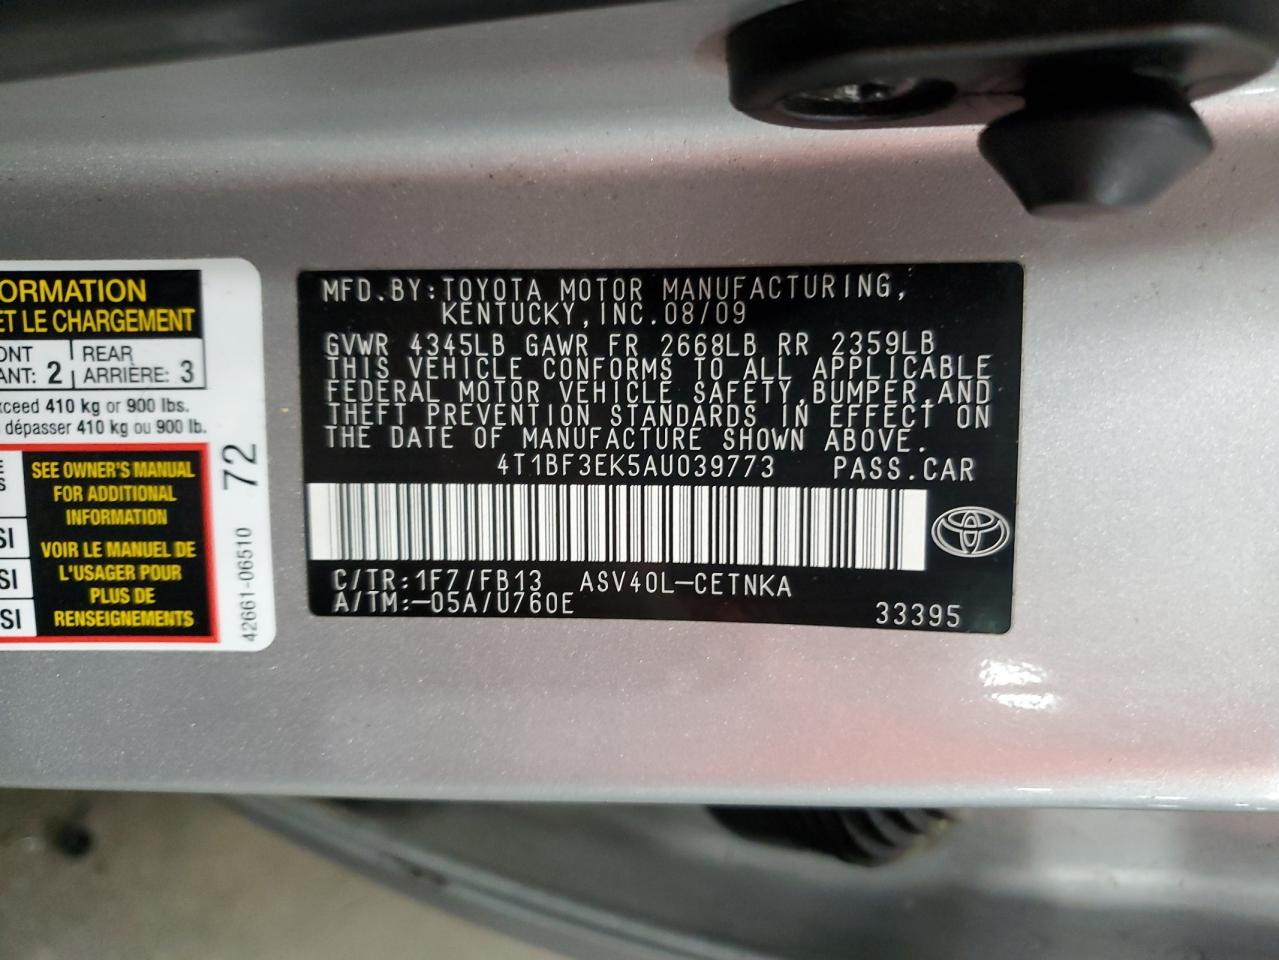 ORMATION
ET LE CHARGEMENT
ONT
ANT: 2
REAR
ARRIÈRE: 3
xceed 410 kg or 900 lbs.
dépasser 410 kg ou 900 lb.
SEE OWNER'S MANUAL
FOR ADDITIONAL
INFORMATION
VOIR LE MANUEL DE
L'USAGER POUR
PLUS DE
RENSEIGNEMENTS
E
S
SI
SI
SI
72
42661-06510
MFD.BY:TOYOTA MOTOR MANUFACTURING,
KENTUCKY,INC.08/09
GVWR 4345LB GAWR FR 2668LB RR 2359LB
THIS VEHICLE CONFORMS TO ALL APPLICABLE
FEDERAL MOTOR VEHICLE SAFETY,BUMPER,AND
THEFT PREVENTION STANDARDS IN EFFECT ON
THE DATE OF MANUFACTURE SHOWN ABOVE.
4T1BF3EK5AU039773 PASS.CAR
C/TR:1F7/FB13 ASV40L-CETNKA
A/TM:-05A/U760E
33395